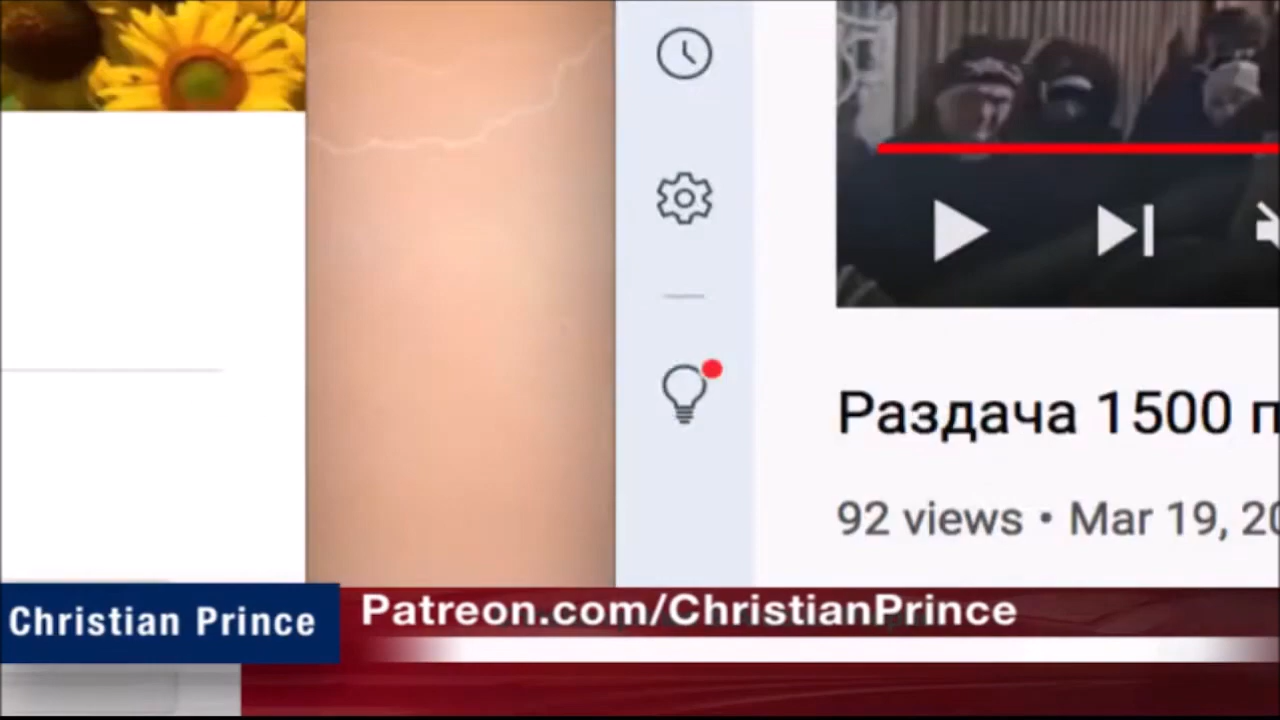 Раздача 1500
92 views • Mar 19,
Christian Prince
Patreon.com/ChristianPrince